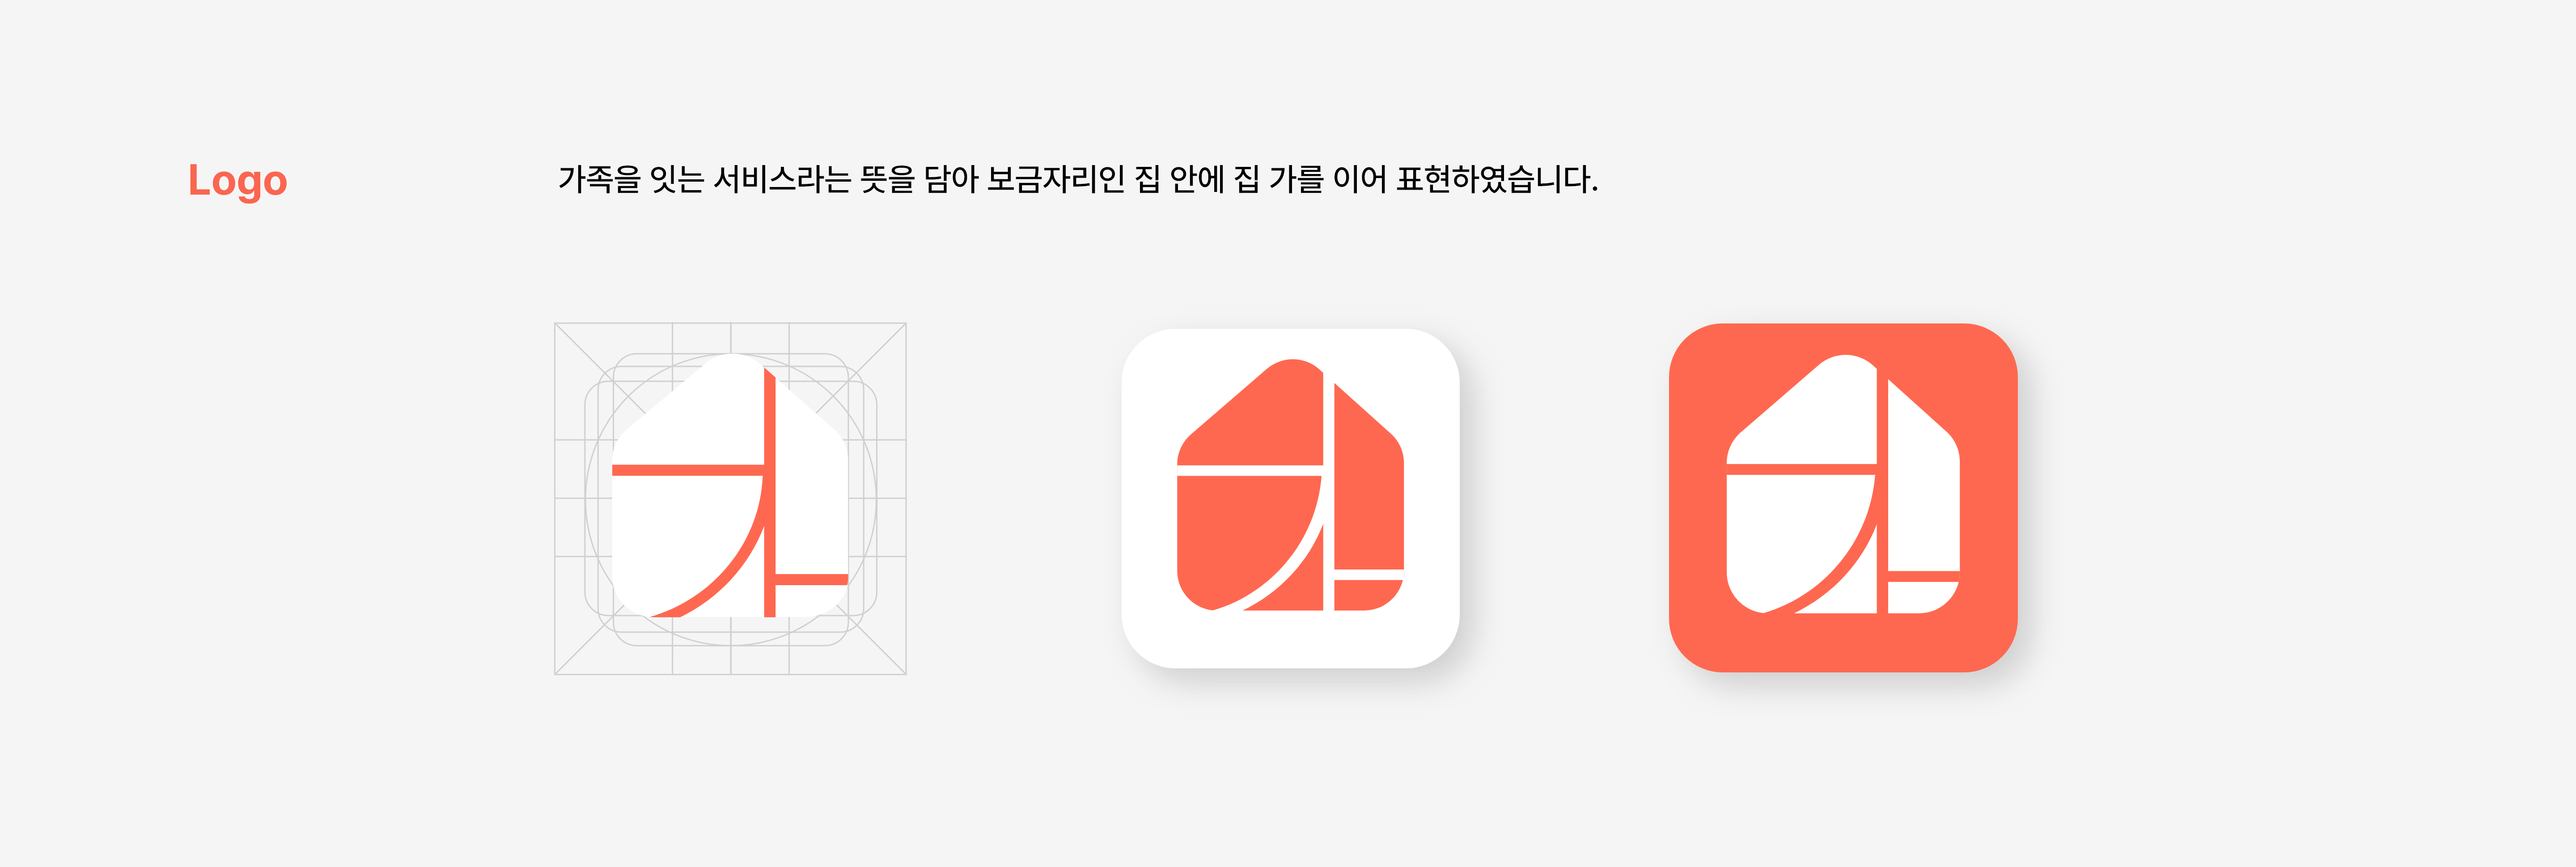 Logo
가족을 잇는 서비스라는 뜻을 담아 보금자리인 집 안에 집 가를 이어 표현하였습니다.